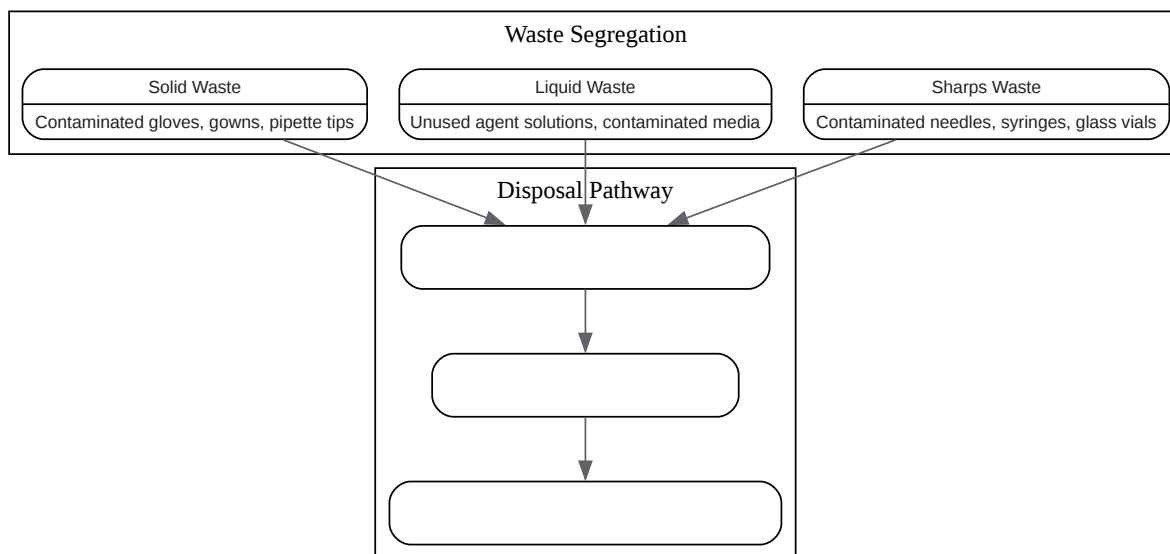 Waste Segregation
Solid Waste
Contaminated gloves, gowns, pipette tips
Liquid Waste
Unused agent solutions, contaminated media
Sharps Waste
Contaminated needles, syringes, glass vials
Disposal Pathway